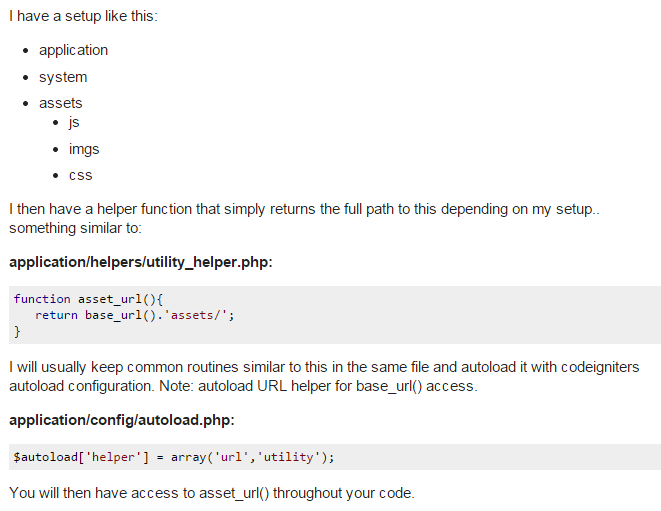 I have a setup like this:
application
system
assets
js
imgs
css
I then have a helper function that simply returns the full path to this depending on my setup..
something similar to:
application/helpers/utility_helper.php:
function asset_url(){
   return base_url().'assets/';
}
I will usually keep common routines similar to this in the same file and autoload it with codeigniters
autoload configuration. Note: autoload URL helper for base_url() access.
application/config/autoload.php:
$autoload['helper'] = array('url','utility');
You will then have access to asset_url() throughout your code.